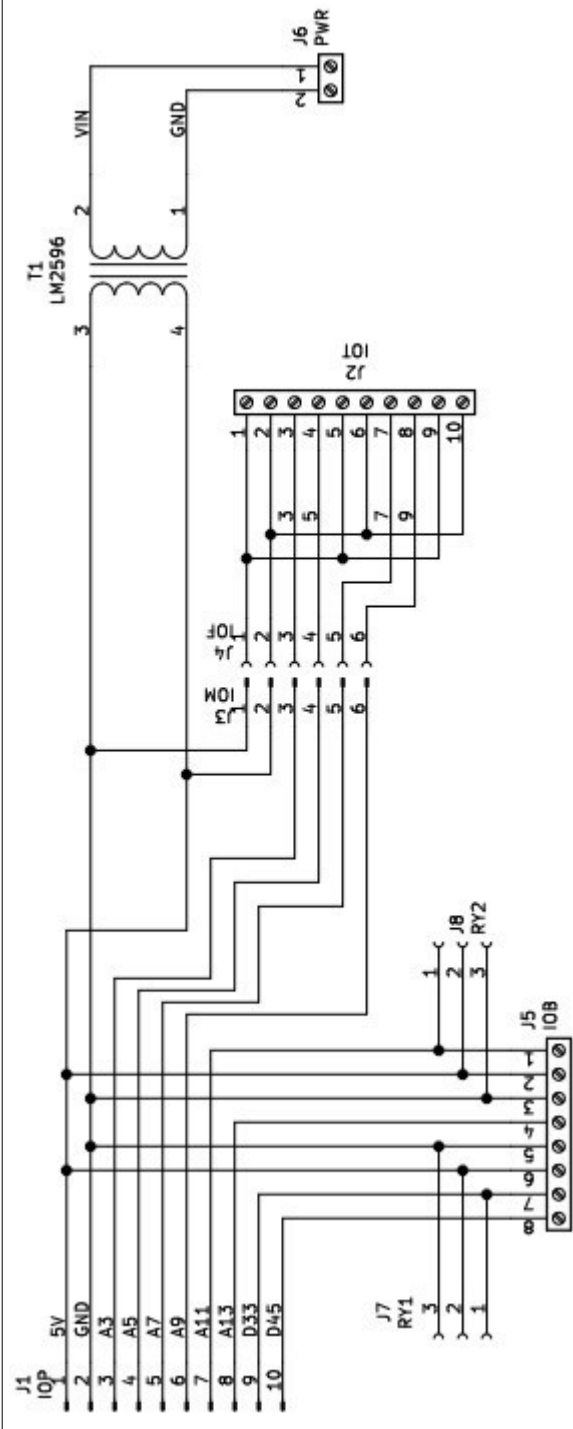 J6
PWR
1
2
VIN
GND
T1
LM2596
2
1
3
4
J2
IOT
1
2
3
4
5
6
7
8
9
10
3
5
7
9
J4
IOF
1
2
3
4
5
6
J3
IOM
1
2
3
4
5
6
J8
RY2
1
2
3
J5
IOB
1
2
3
4
5
6
7
8
J7
RY1
3
2
1
J1
IOP
1 5V
2 GND
3 A3
4 A5
5 A7
6 A9
7 A11
8 A13
9 D33
10 D45